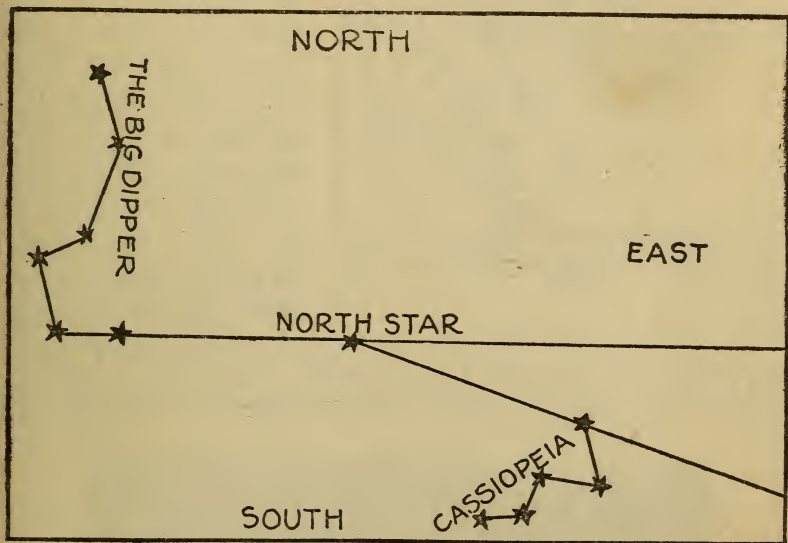 NORTH
THE BIG DIPPER
EAST
NORTH STAR
CASSIOPEIA
SOUTH